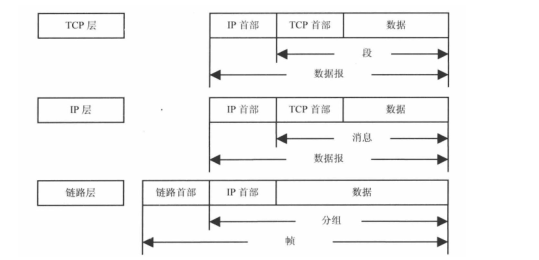 TCP 层 IP 首部 TCP 首部 数据
段
数据报
IP 层 IP 首部 TCP 首部 数据
消息
数据报
链路层 链路首部 IP 首部 数据
分组
帧